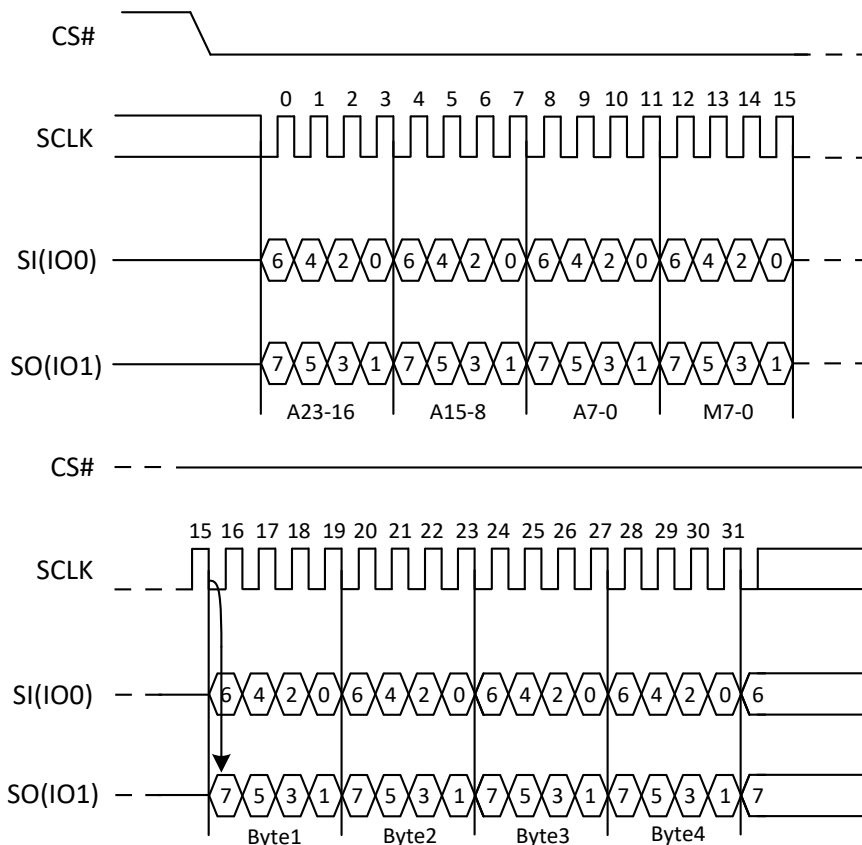 CS#
0 1 2 3 4 5 6 7 8 9 10 11 12 13 14 15
SCLK
SI(IO0) 6 4 2 0 6 4 2 0 6 4 2 0 6 4 2 0
SO(IO1) 7 5 3 1 7 5 3 1 7 5 3 1 7 5 3 1
A23-16 A15-8 A7-0 M7-0
CS#
15 16 17 18 19 20 21 22 23 24 25 26 27 28 29 30 31
SCLK
SI(IO0) 6 4 2 0 6 4 2 0 6 4 2 0 6 4 2 0 6
SO(IO1) 7 5 3 1 7 5 3 1 7 5 3 1 7 5 3 1 7
Byte1 Byte2 Byte3 Byte4